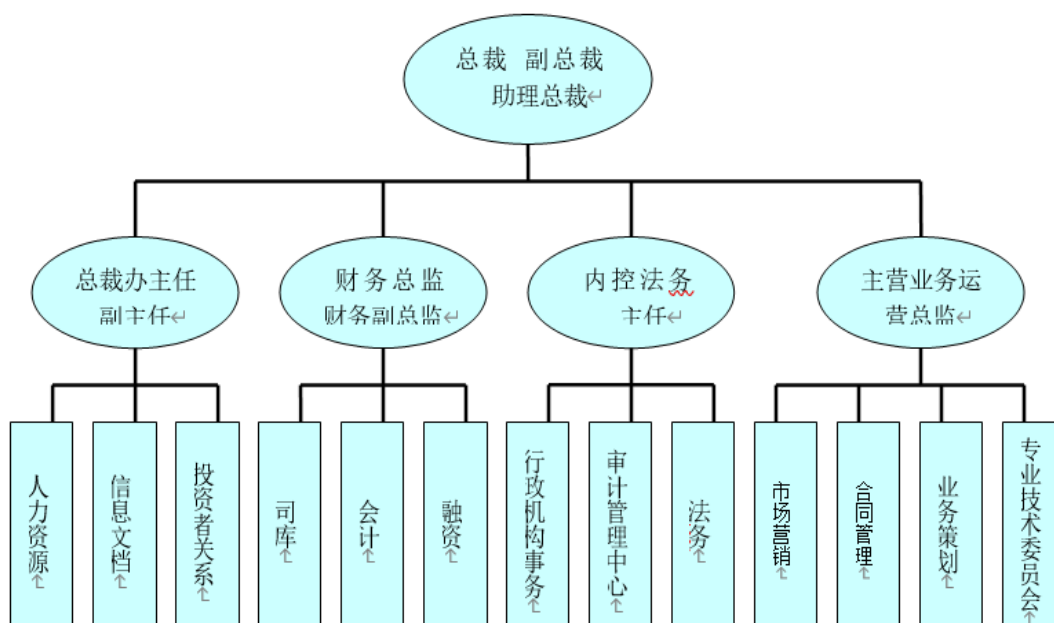 总裁 副总裁
助理总裁
总裁办主任
副主任
财务总监
财务副总监
内控法务
主任
主营业务运
营总监
人力资源
信息文档
投资者关系
司库
会计
融资
行政机构事务
审计管理中心
法务
市场营销
合同管理
业务策划
专业技术委员会